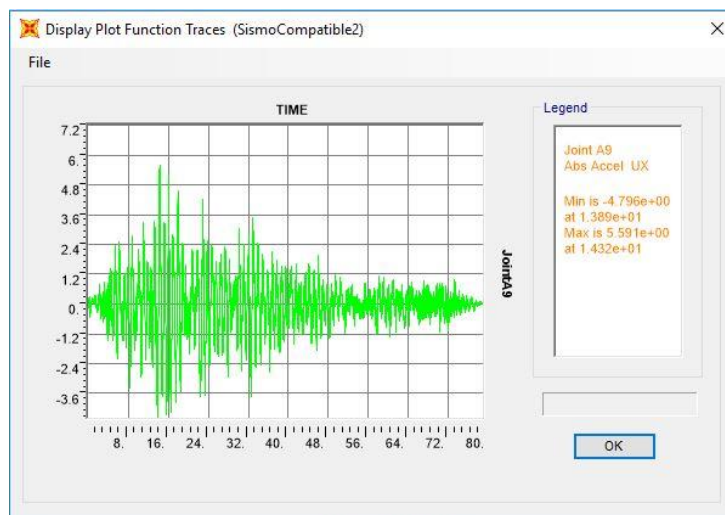 Display Plot Function Traces (SismoCompatible2)
File
TIME
7.2
6.
4.8
3.6
2.4
1.2
0.
-1.2
-2.4
-3.6
8. 16. 24. 32. 40. 48. 56. 64. 72. 80.
JointA9
Legend
Joint A9
Abs Accel UX
Min is -4.796e+00
at 1.389e+01
Max is 5.591e+00
at 1.432e+01
OK